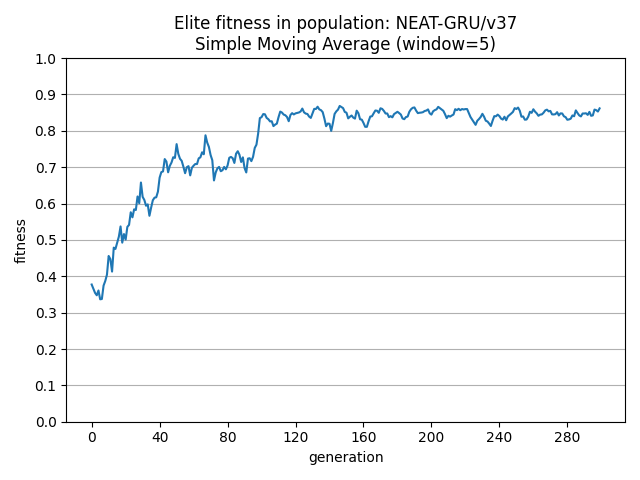 Elite fitness in population: NEAT-GRU/v37
Simple Moving Average (window=5)
1.0
0.9
0.8
0.7
0.6
0.5
0.4
0.3
0.2
0.1
0.0
fitness
0 40 80 120 160 200 240 280
generation